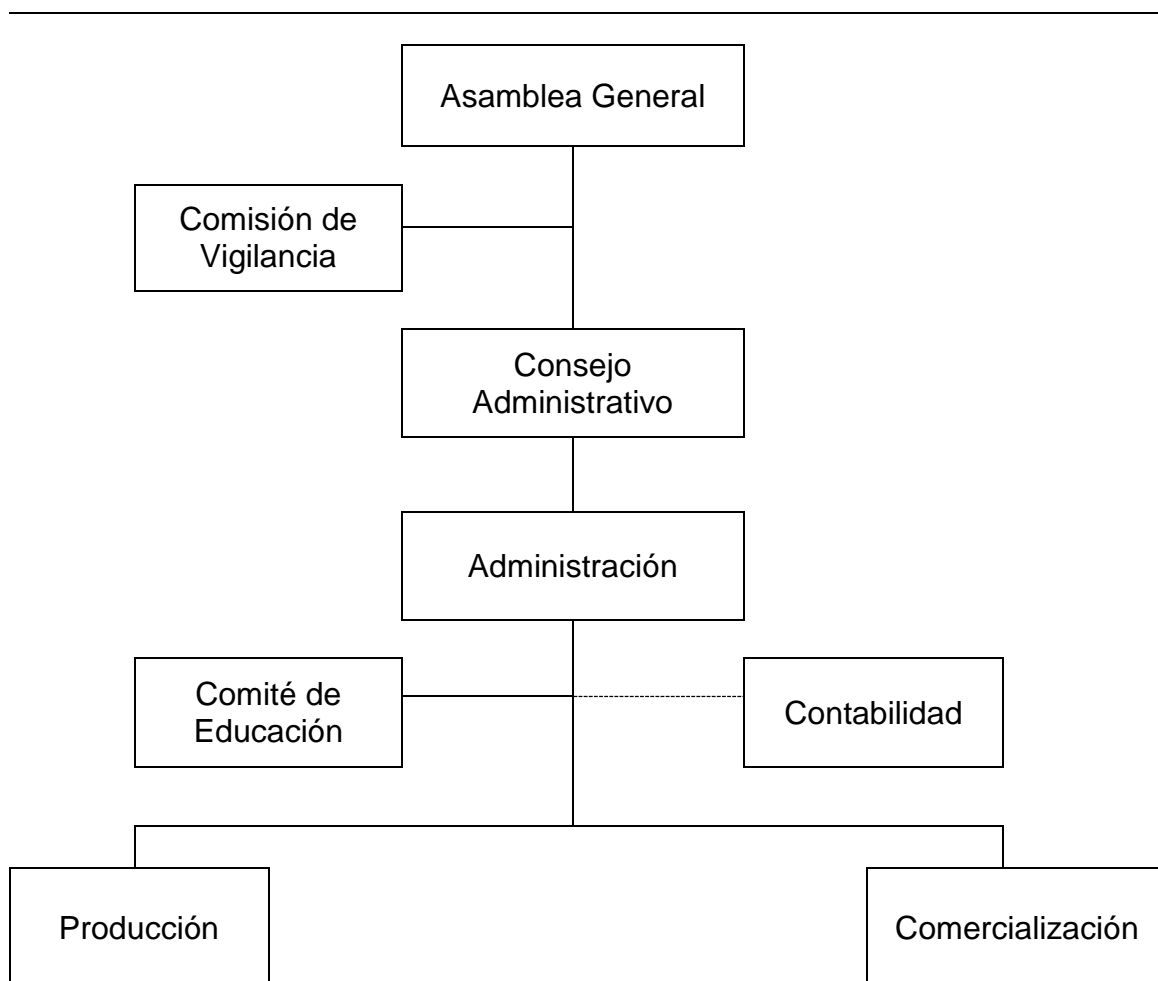 Asamblea General
Comisión de
Vigilancia
Consejo
Administrativo
Administración
Comité de
Educación
Contabilidad
Producción
Comercialización